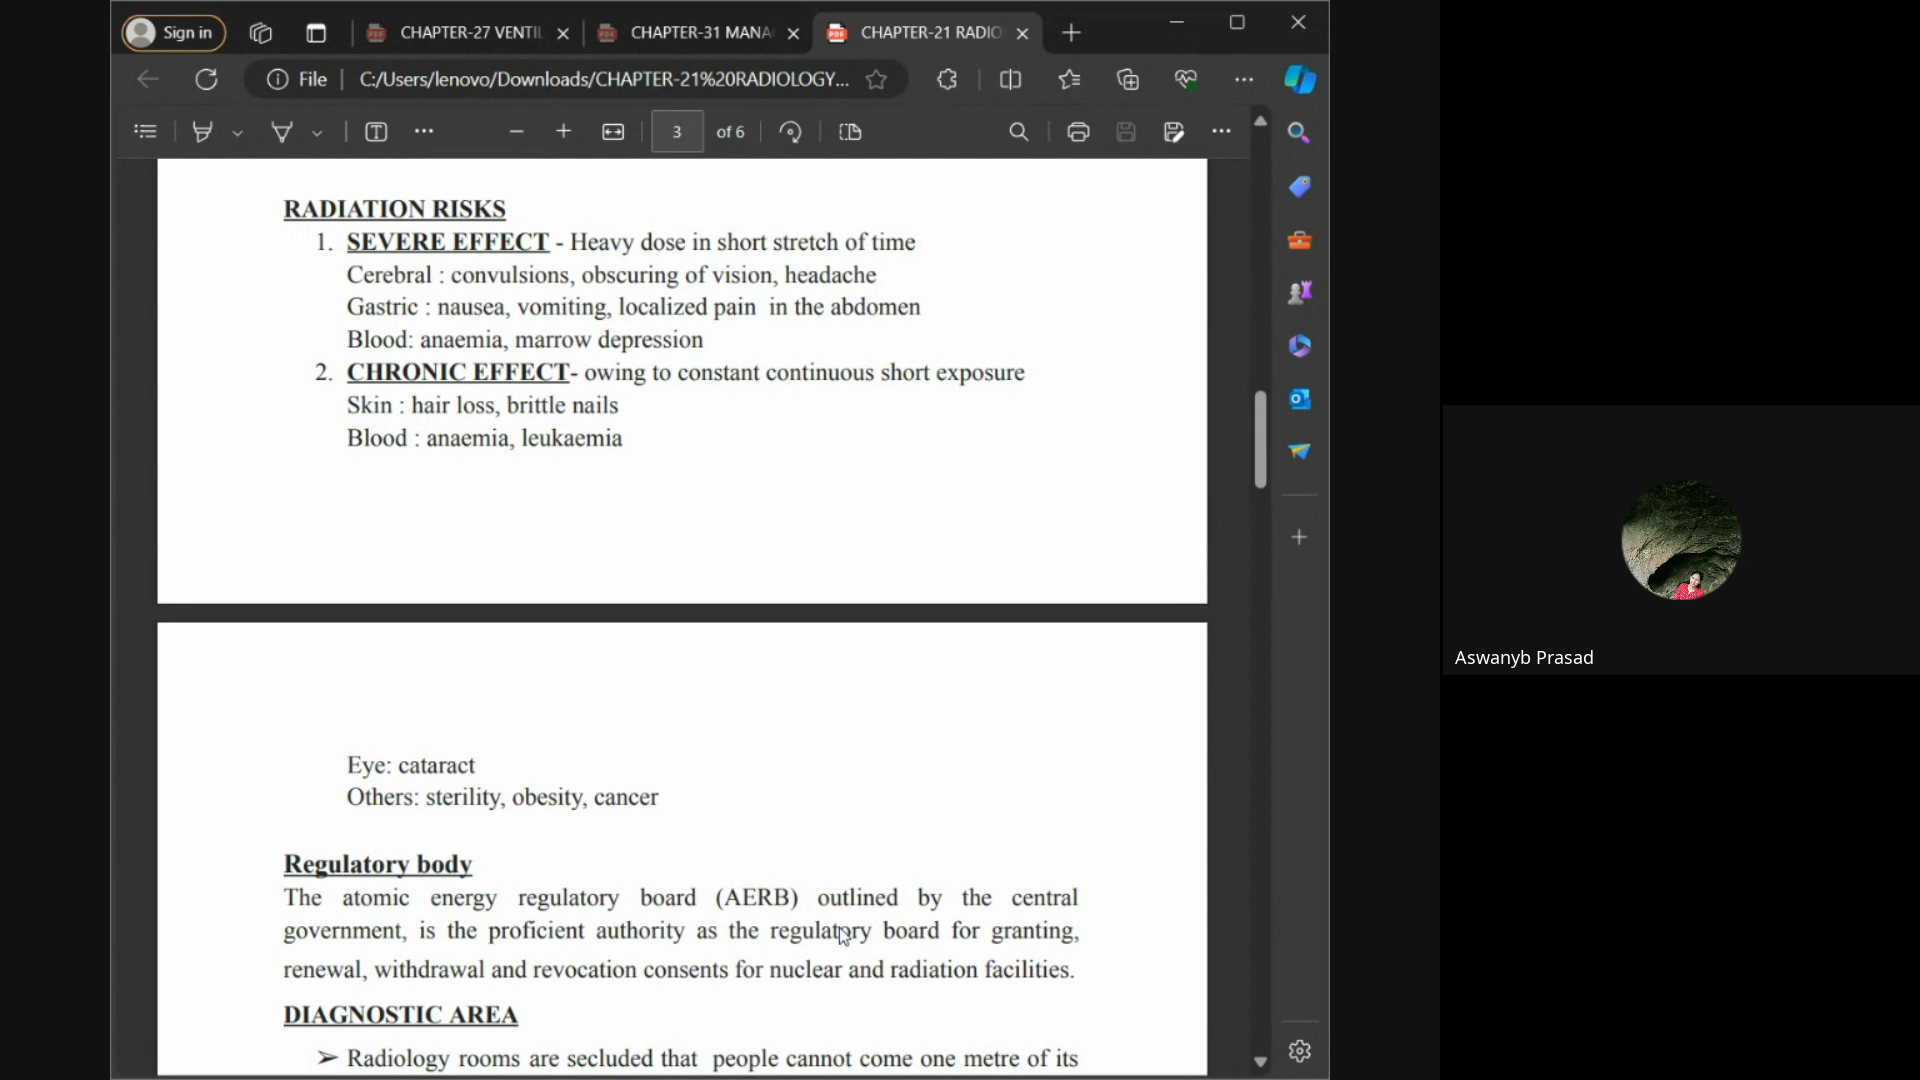 Sign in
CHAPTER-27 VENTIL
CHAPTER-31 MANA
CHAPTER-21 RADIO
File
C:/Users/lenovo/Downloads/CHAPTER-21%20RADIOLOGY...
3 of 6
RADIATION RISKS
1. SEVERE EFFECT - Heavy dose in short stretch of time
Cerebral : convulsions, obscuring of vision, headache
Gastric : nausea, vomiting, localized pain in the abdomen
Blood: anaemia, marrow depression
2. CHRONIC EFFECT- owing to constant continuous short exposure
Skin : hair loss, brittle nails
Blood : anaemia, leukaemia
Eye: cataract
Others: sterility, obesity, cancer
Regulatory body
The atomic energy regulatory board (AERB) outlined by the central
government, is the proficient authority as the regulatory board for granting,
renewal, withdrawal and revocation consents for nuclear and radiation facilities.
DIAGNOSTIC AREA
➢ Radiology rooms are secluded that people cannot come one metre of its
Aswanyb Prasad